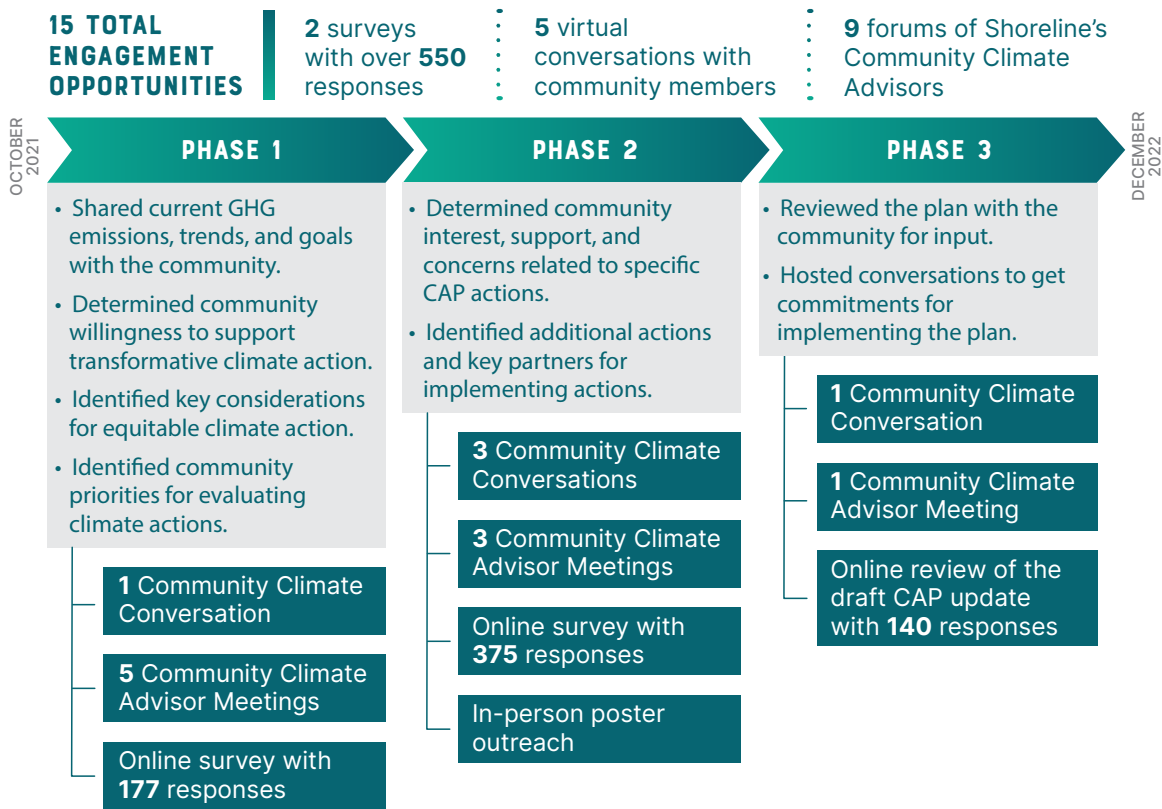 15 TOTAL
ENGAGEMENT
OPPORTUNITIES
2 surveys
with over 550
responses
5 virtual
conversations with
community members
9 forums of Shoreline’s
Community Climate
Advisors
OCTOBER
2021
PHASE 1
PHASE 2
PHASE 3
DECEMBER
2022
• Shared current GHG
emissions, trends, and goals
with the community.
• Determined community
willingness to support
transformative climate action.
• Identified key considerations
for equitable climate action.
• Identified community
priorities for evaluating
climate actions.
1 Community Climate
Conversation
5 Community Climate
Advisor Meetings
Online survey with
177 responses
• Determined community
interest, support, and
concerns related to specific
CAP actions.
• Identified additional actions
and key partners for
implementing actions.
3 Community Climate
Conversations
3 Community Climate
Advisor Meetings
Online survey with
375 responses
In-person poster
outreach
• Reviewed the plan with the
community for input.
• Hosted conversations to get
commitments for
implementing the plan.
1 Community Climate
Conversation
1 Community Climate
Advisor Meeting
Online review of the
draft CAP update
with 140 responses